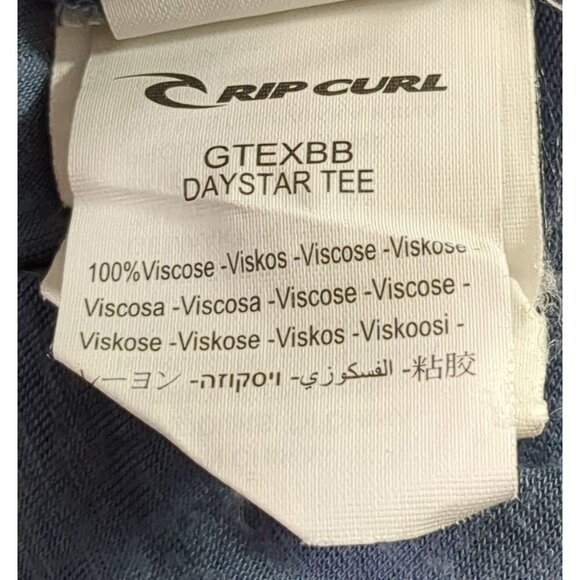 RIP CURL
GTEXBB
DAYSTAR TEE
100%Viscose -Viskos -Viscose -Viskose -
Viscosa -Viscosa -Viscose -Viscose -
Viskose -Viskose -Viskos -Viskoosi -
レーヨン -ויסקוזה - الفسكوزي -粘胶